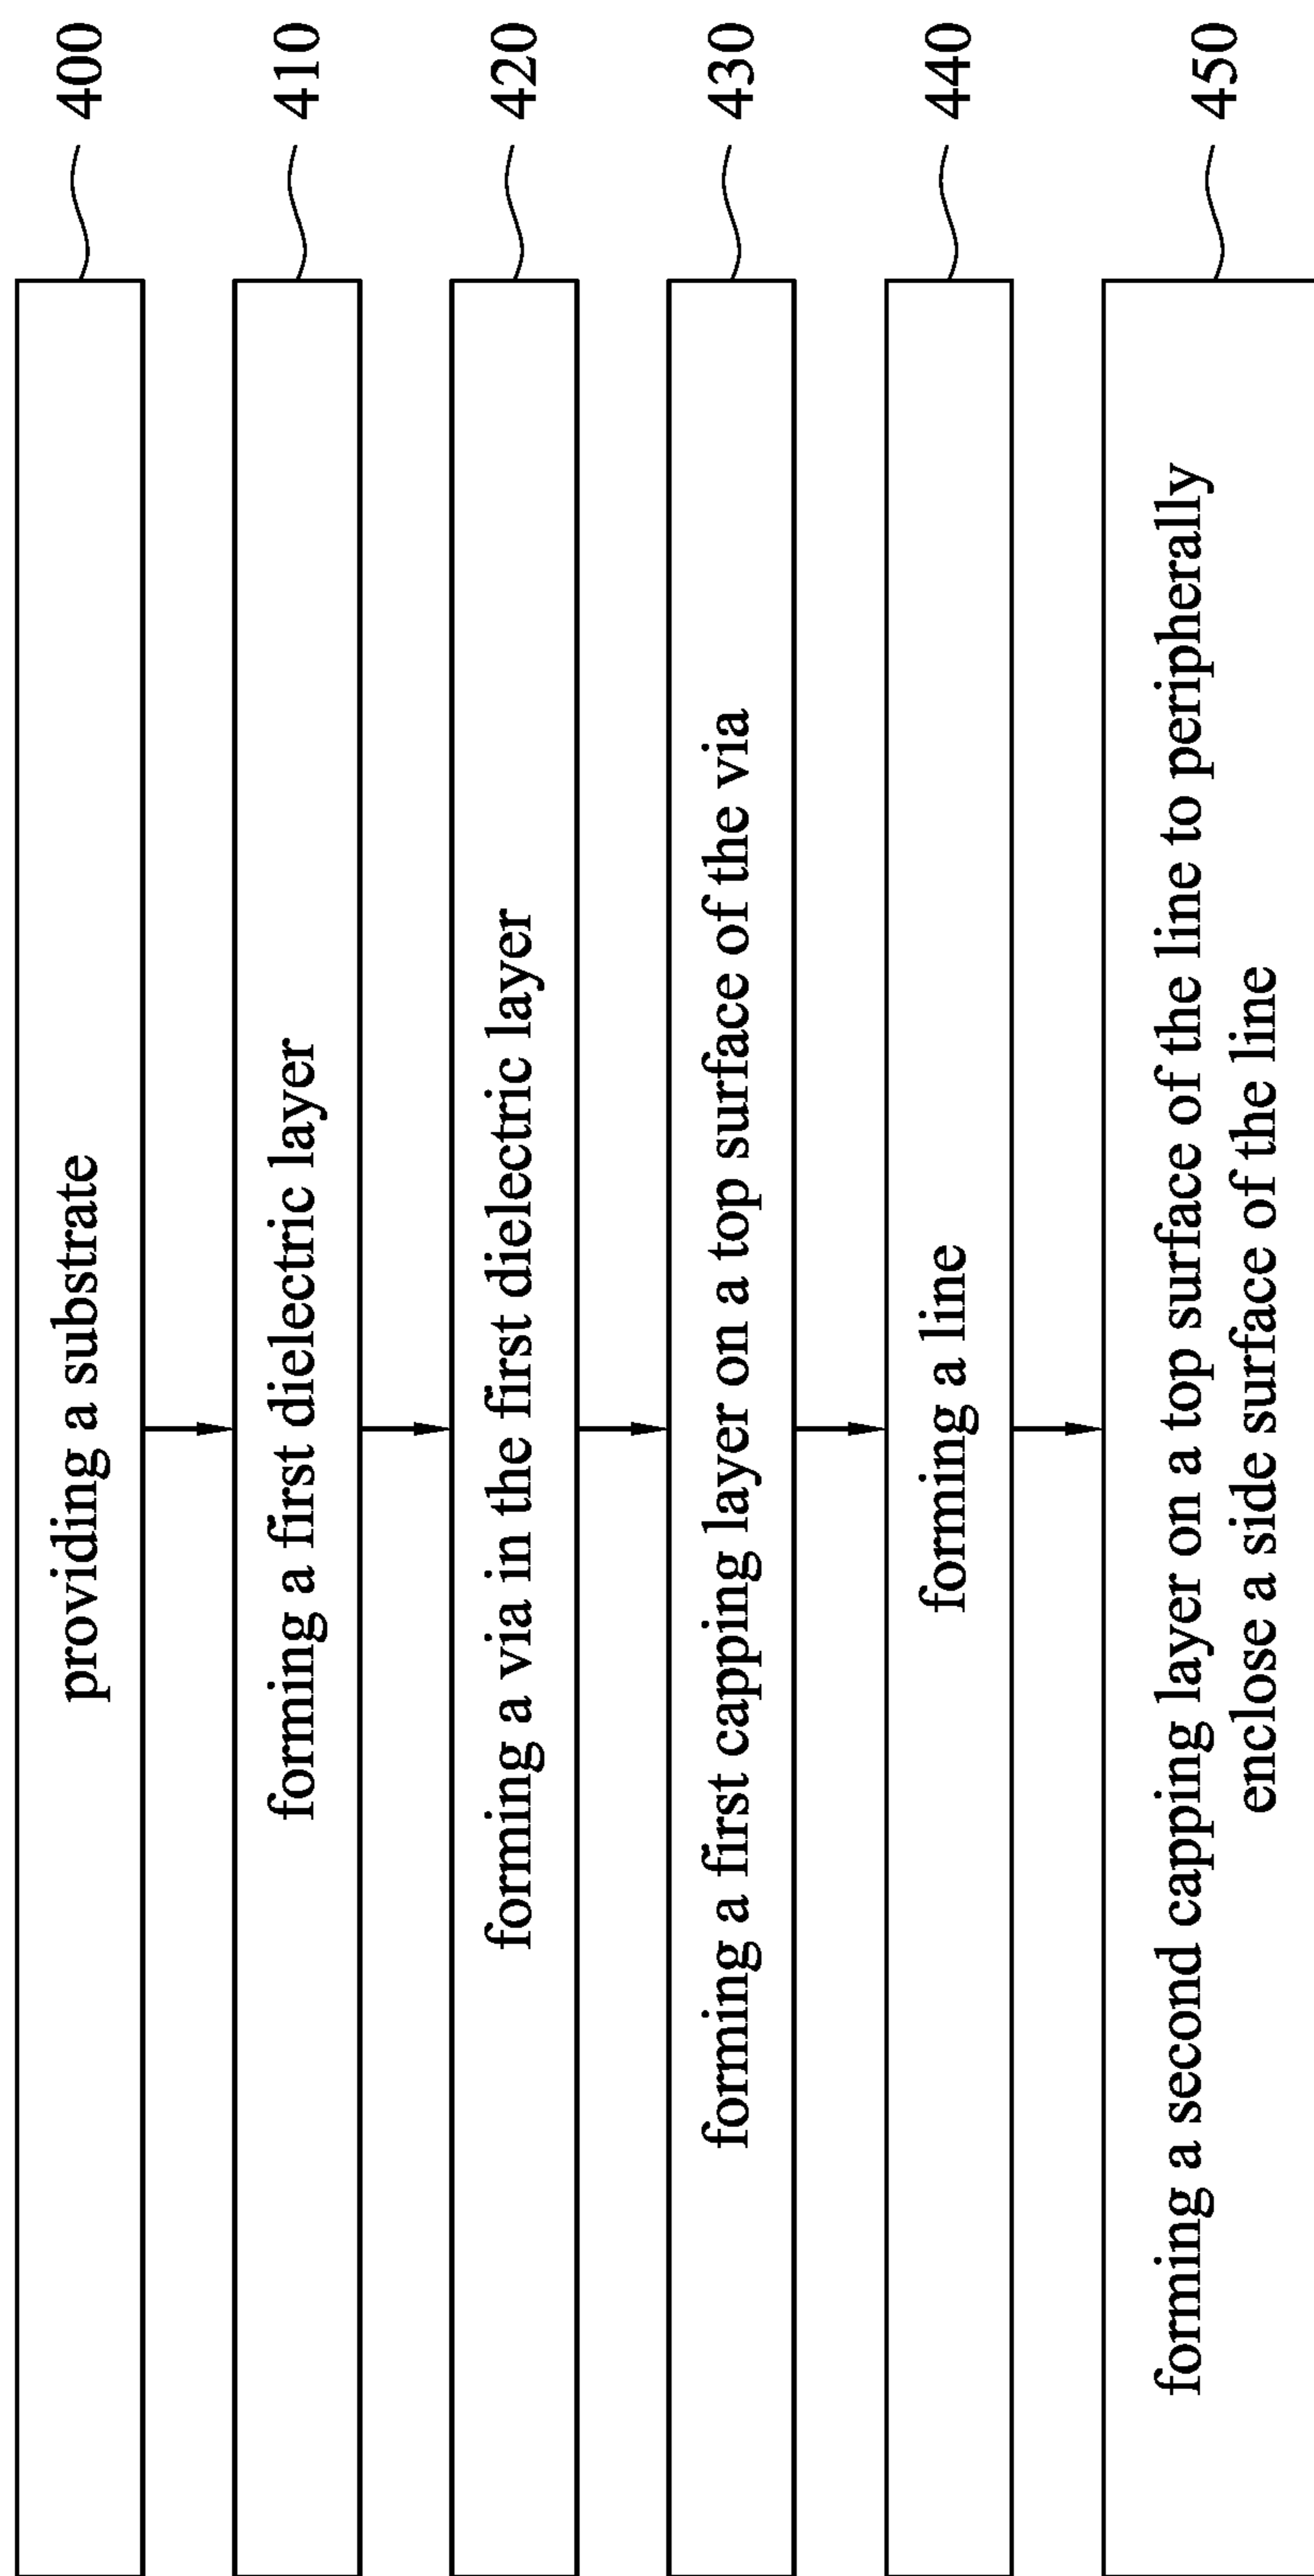 providing a substrate 400
forming a first dielectric layer 410
forming a via in the first dielectric layer 420
forming a first capping layer on a top surface of the via 430
forming a line 440
forming a second capping layer on a top surface of the line to peripherally
enclose a side surface of the line
450